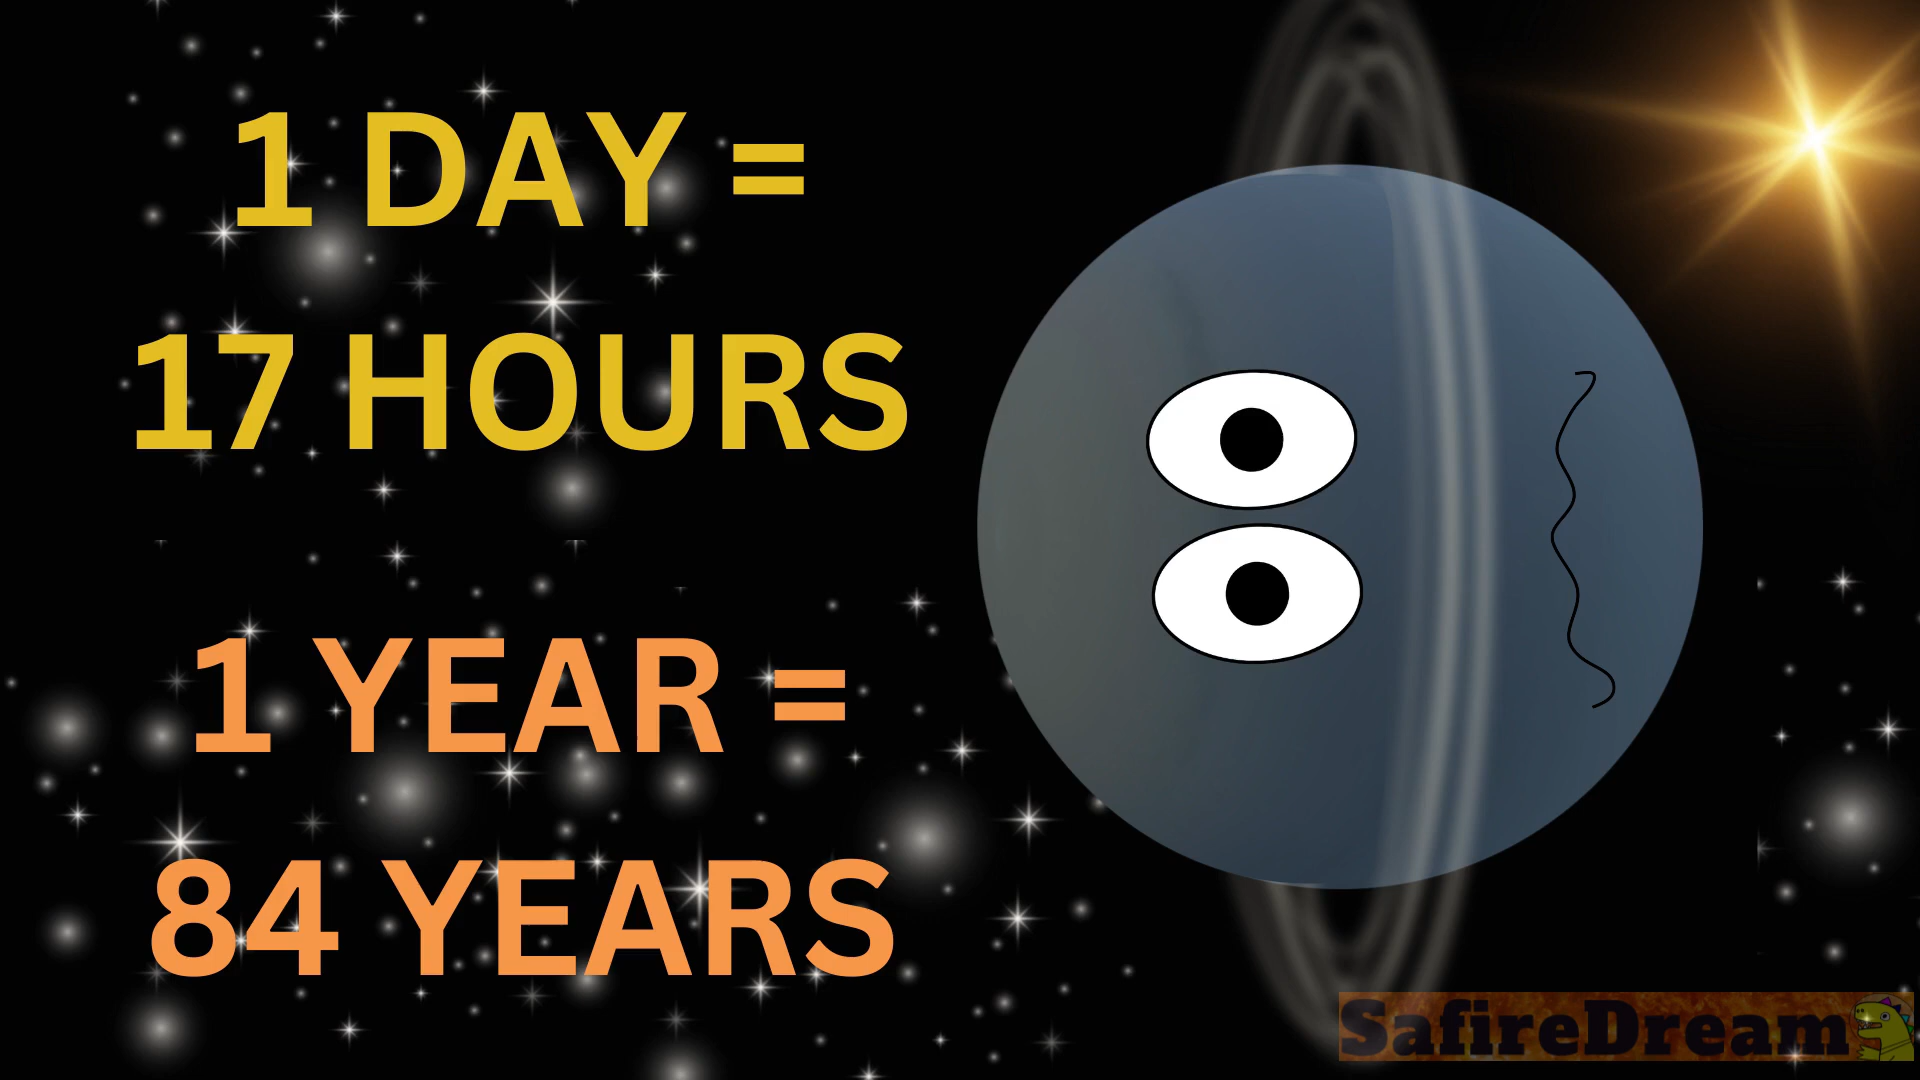 1 DAY =
17 HOURS
1 YEAR =
84 YEARS
SafireDream